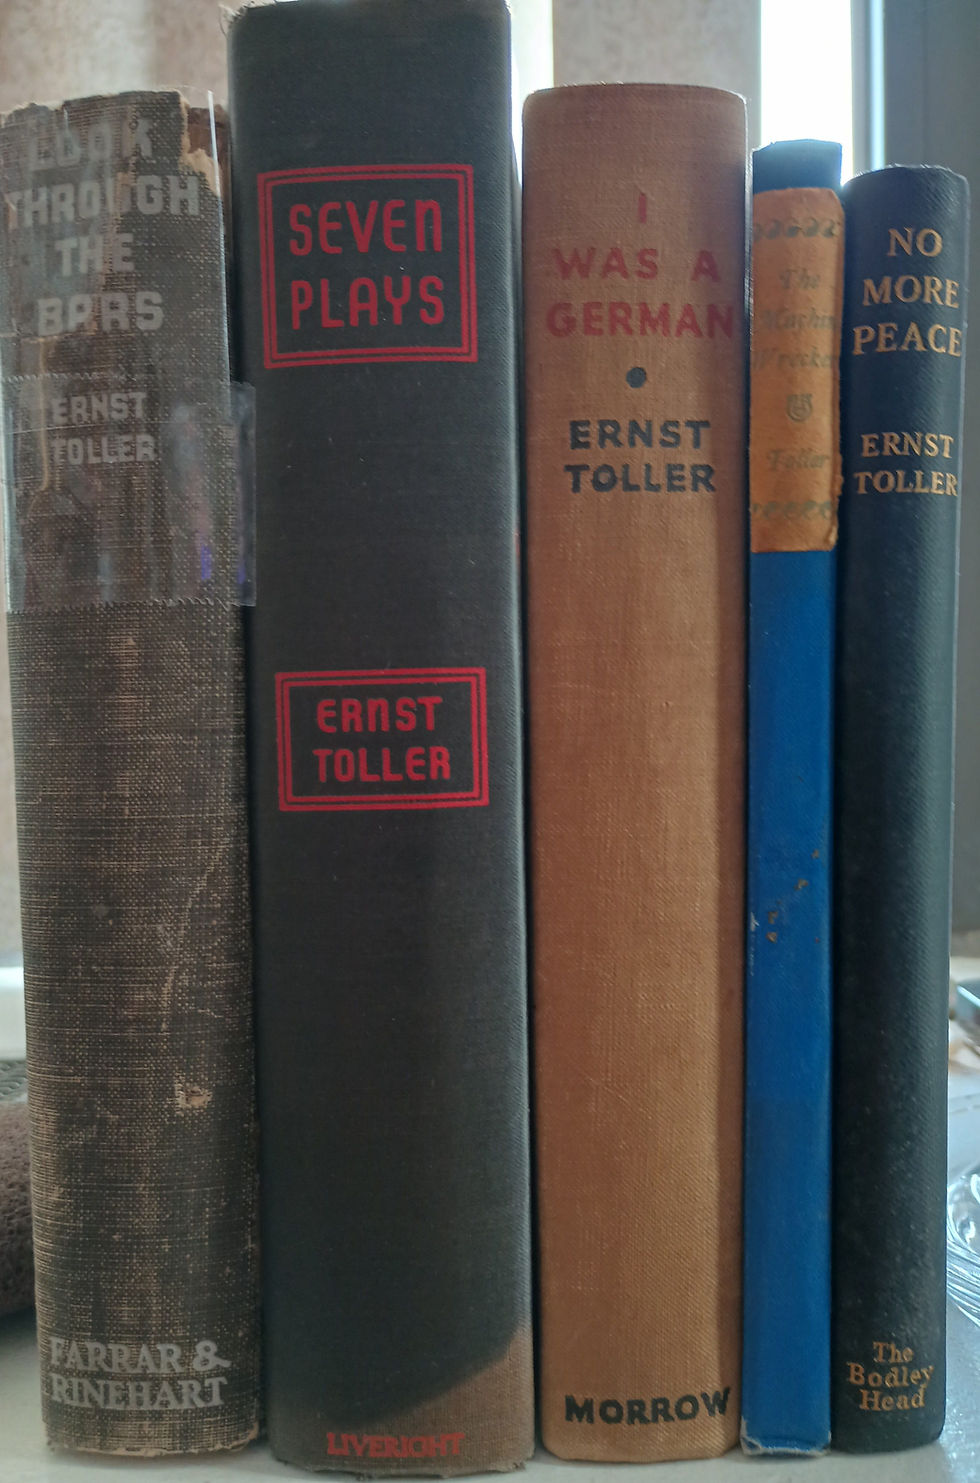 LOOK
THROUGH
THE
BARS
ERNST
TOLLER
FARRAR &
RINEHART
SEVEN
PLAYS
ERNST
TOLLER
LIVERIGHT
I
WAS A
GERMAN
ERNST
TOLLER
MORROW
The
Machine
Wreckers
Toller
NO
MORE
PEACE
ERNST
TOLLER
The
Bodley
Head